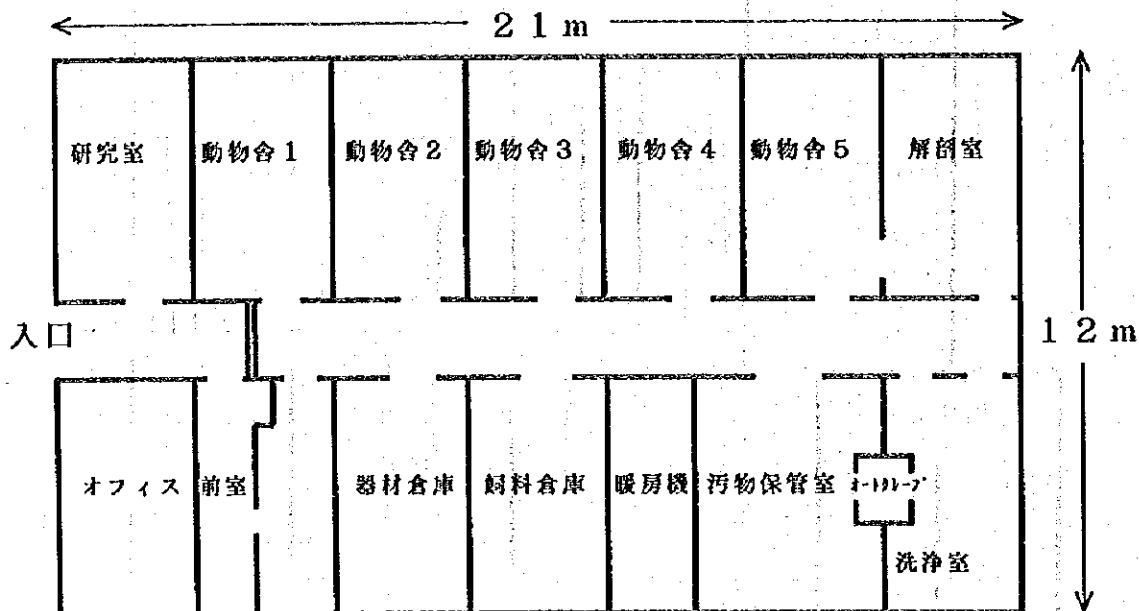 21m
研究室
動物舎1
動物舎2
動物舎3
動物舎4
動物舎5
解剖室
入口
12m
オフィス
前室
器材倉庫
飼料倉庫
暖房機
汚物保管室
オートクレーブ
洗浄室